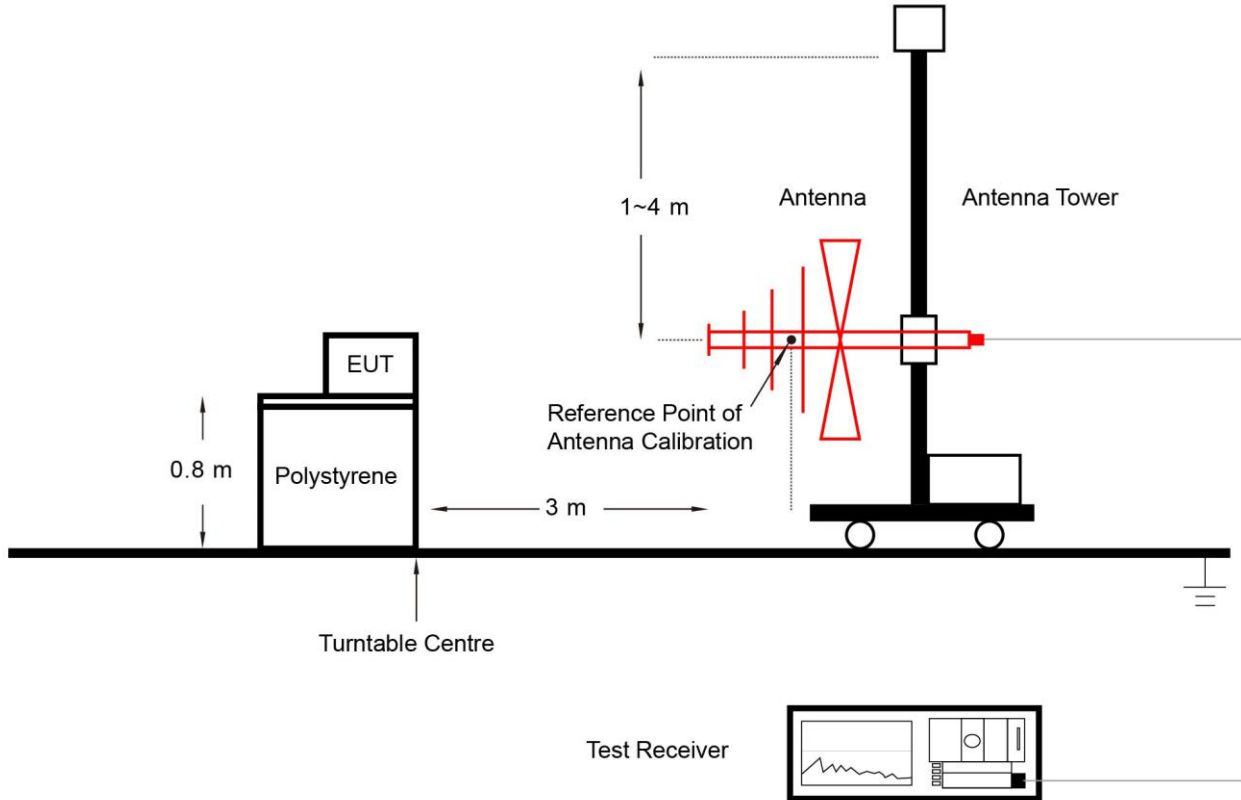 1~4 m
Antenna
Antenna Tower
EUT
Reference Point of
Antenna Calibration
0.8 m
Polystyrene
3 m
Turntable Centre
Test Receiver